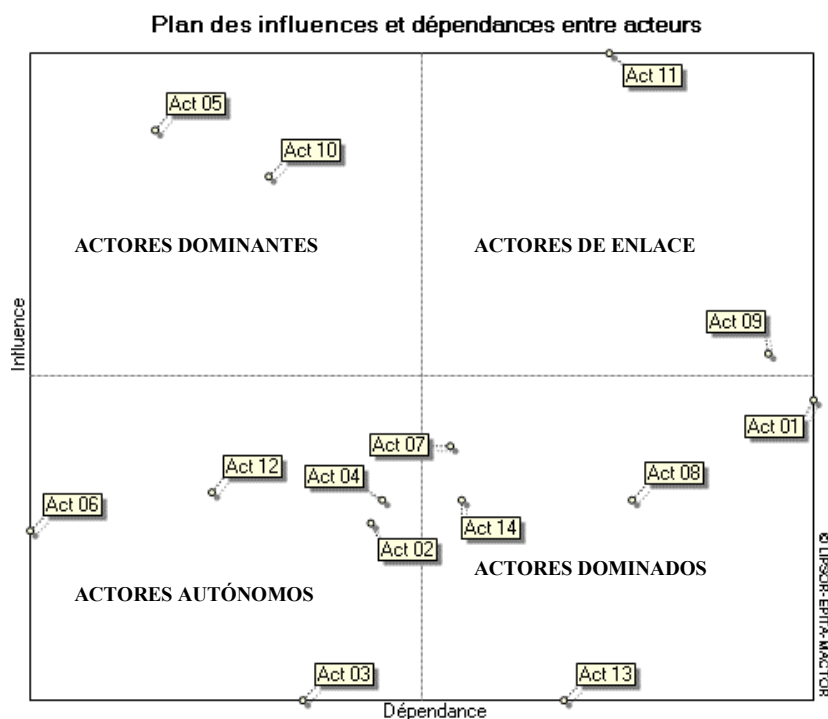 Plan des influences et dépendances entre acteurs
Act 11
Act 05
Act 10
ACTORES DOMINANTES
ACTORES DE ENLACE
Influence
Act 09
Act 01
Act 07
Act 12
Act 04
Act 08
Act 06
Act 14
Act 02
ACTORES DOMINADOS
ACTORES AUTÓNOMOS
Act 03
Act 13
Dépendance
© LIPSOR-EPITA-MACTOR